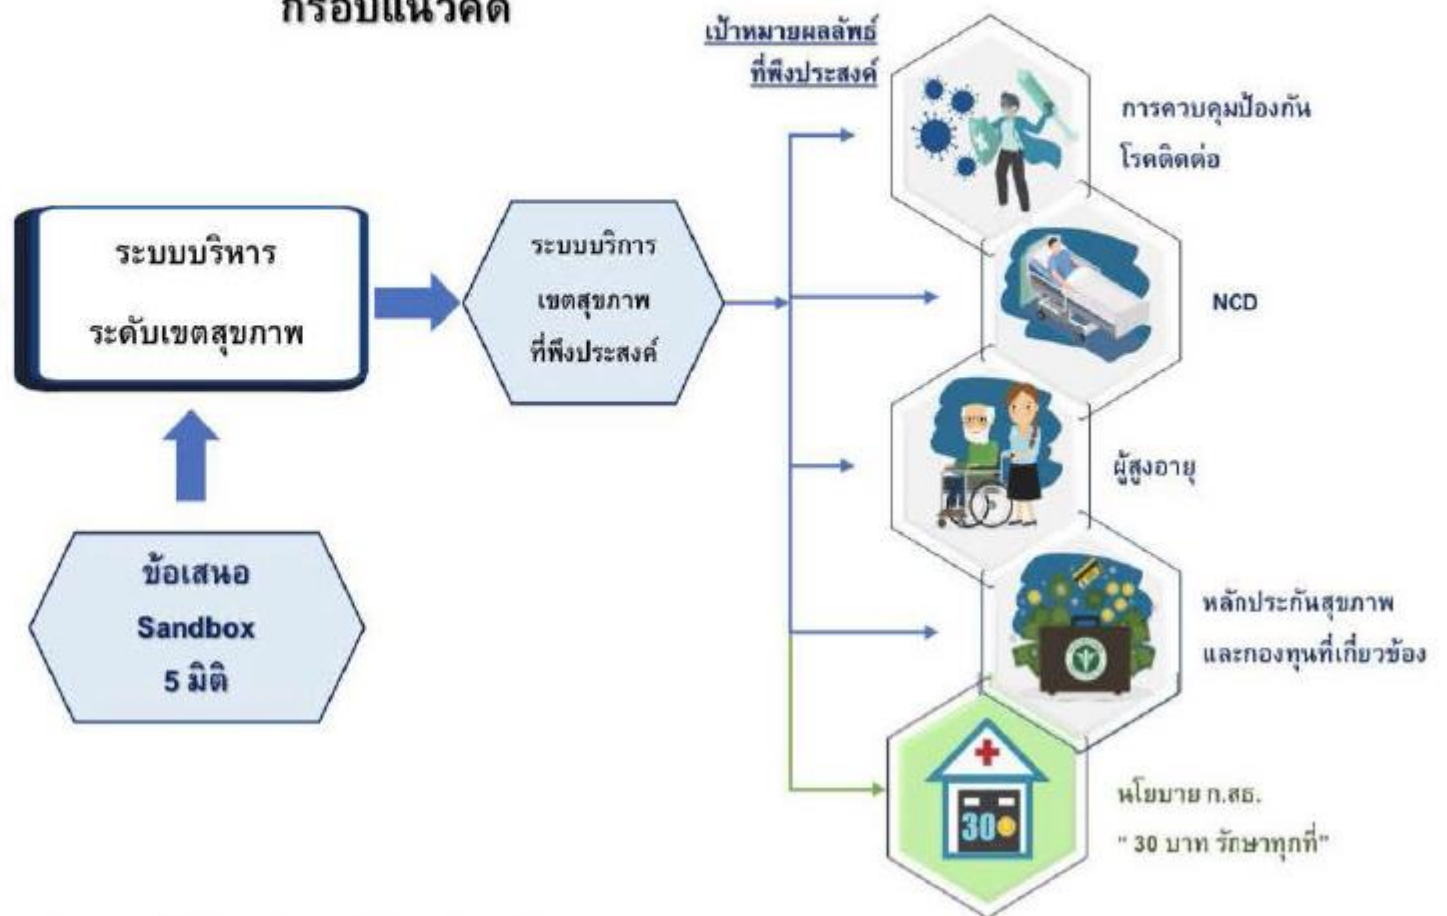 กรอบแนวคิด
เป้าหมายผลลัพธ์
ที่พึงประสงค์
การควบคุมป้องกัน
โรคติดต่อ
ระบบบริหาร
ระดับเขตสุขภาพ
ระบบบริการ
เขตสุขภาพ
ที่พึงประสงค์
NCD
ผู้สูงอายุ
ข้อเสนอ
Sandbox
5 มิติ
หลักประกันสุขภาพ
และกองทุนที่เกี่ยวข้อง
30
นโยบาย ก.สธ.
" 30 บาท รักษาทุกที่"